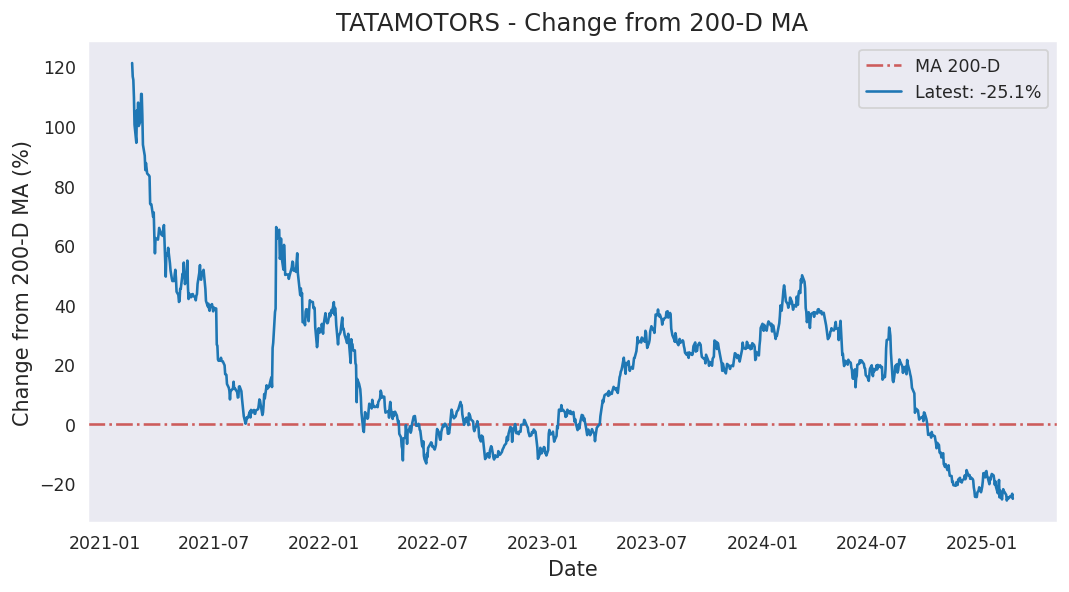 TATAMOTORS - Change from 200-D MA
MA 200-D
Latest: -25.1%
Change from 200-D MA (%)
120
100
80
60
40
20
0
−20
2021-01 2021-07 2022-01 2022-07 2023-01 2023-07 2024-01 2024-07 2025-01
Date